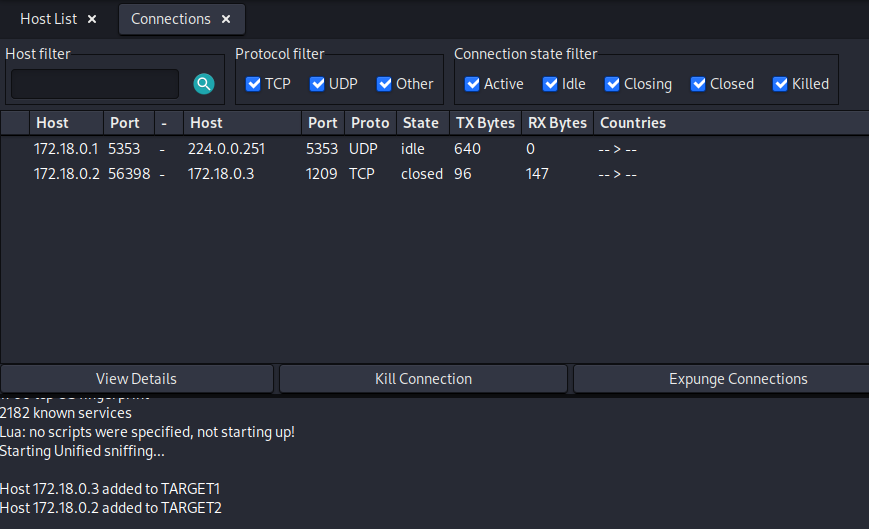 Host List ×
Connections ×
Host filter
Protocol filter
Connection state filter
TCP UDP Other
Active Idle Closing Closed Killed
Host Port - Host Port Proto State TX Bytes RX Bytes Countries
172.18.0.1 5353 - 224.0.0.251 5353 UDP idle 640 0 -- > --
172.18.0.2 56398 - 172.18.0.3 1209 TCP closed 96 147 -- > --
View Details
Kill Connection
Expunge Connections
2182 known services
Lua: no scripts were specified, not starting up!
Starting Unified sniffing...
Host 172.18.0.3 added to TARGET1
Host 172.18.0.2 added to TARGET2